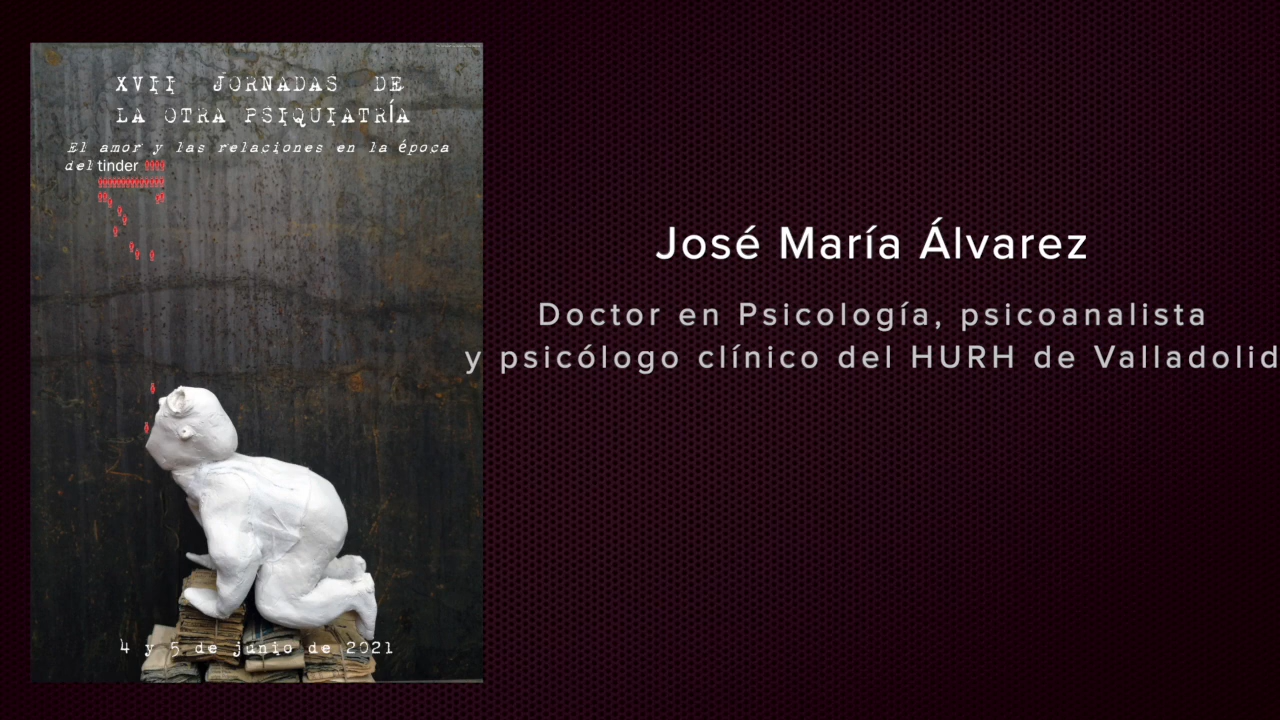 XVII JORNADAS DE
LA OTRA PSIQUIATRÍA
El amor y las relaciones en la época
del tinder
4 y 5 de junio de 2021
José María Álvarez
Doctor en Psicología, psicoanalista
y psicólogo clínico del HURH de Valladolid